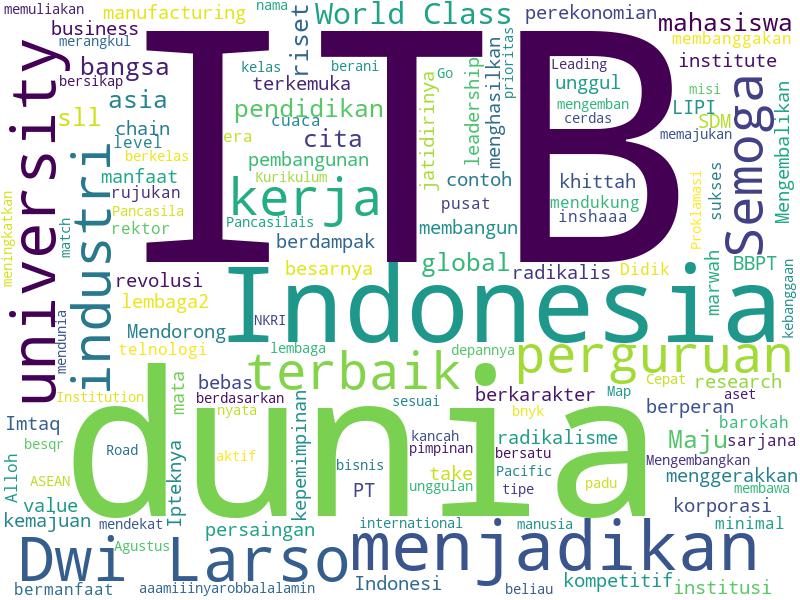 memuliakan
manufacturing
nama
World Class
perekonomian
business
riset
mahasiswa
merangkul
membanggakan
university
bangsa
kelas
berani
ITB
prioritas
Leading
institute
bersikap
terkemuka
Go
unggul
misi
asia
pendidikan
jatidirinya
leadership
menghasilkan
mengemban
LIPI
Semoga
Mengembalikan
sll
cuaca
cerdas
SDM
chain
era
cita
memajukan
level
berkelas
pembangunan
manfaat
Kurikulum
contoh
khittah
sukses
rujukan
kerja
pusat
mendukung
Proklamasi
meningkatkan
match
industri
Pancasila
Pancasilais
membangun
inshaaa
rektor
berdampak
global
radikalis
Didik
marwah
BBPT
besarnya
revolusi
Indonesia
kebanggaan
lembaga2
mendunia
Mendorong
NKRI
telnologi
lembaga
depannya
perguruan
terbaik
mata
bebas
Cepat
research
Institution
berdasarkan
berkarakter
Map
aset
dunia
nyata
sesuai
bnyk
berperan
Imtaq
kancah
radikalisme
barokah
besqr
Road
Ipteknya
kepemimpinan
pimpinan
bersatu
Maju
sarjana
Alloh
aktif
bisnis
Pacific
Mengembangkan
take
menggerakkan
ASEAN
PT
unggulan
tipe
padu
membawa
value
korporasi
kemajuan
mendekat
persaingan
international
manusia
minimal
Dwi Larso
menjadikan
Agustus
bermanfaat
aaamiiinyarobbalalamin
Indonesi
beliau
kompetitif
institusi